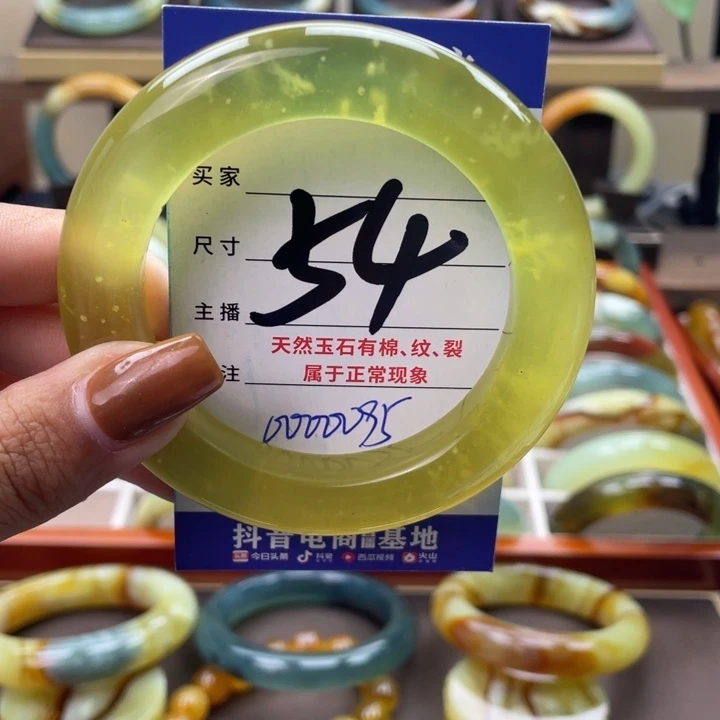 买家
尺寸
54
主播
天然玉石有棉、纹、裂
注
属于正常现象
0000095
抖音电商 基地
今日头条 抖音 西瓜视频 火山